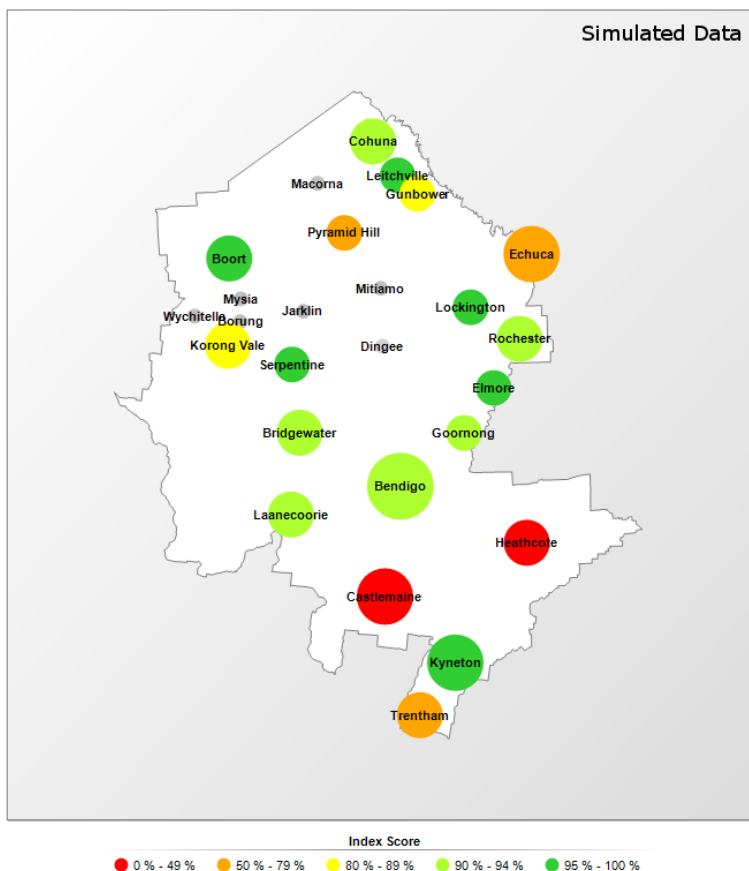 Simulated Data
Cohuna
Leitchville
Macorna
Gunbower
Pyramid Hill
Echuca
Boort
Mitiamo
Mysia
Lockington
Jarklin
Wychitella
Borung
Rochester
Korong Vale
Dingee
Serpentine
Elmore
Bridgewater
Goornong
Bendigo
Laanecoorie
Heathcote
Castlemaine
Kyneton
Trentham
Index Score
0 % - 49 % 50 % - 79 % 80 % - 89 % 90 % - 94 % 95 % - 100 %